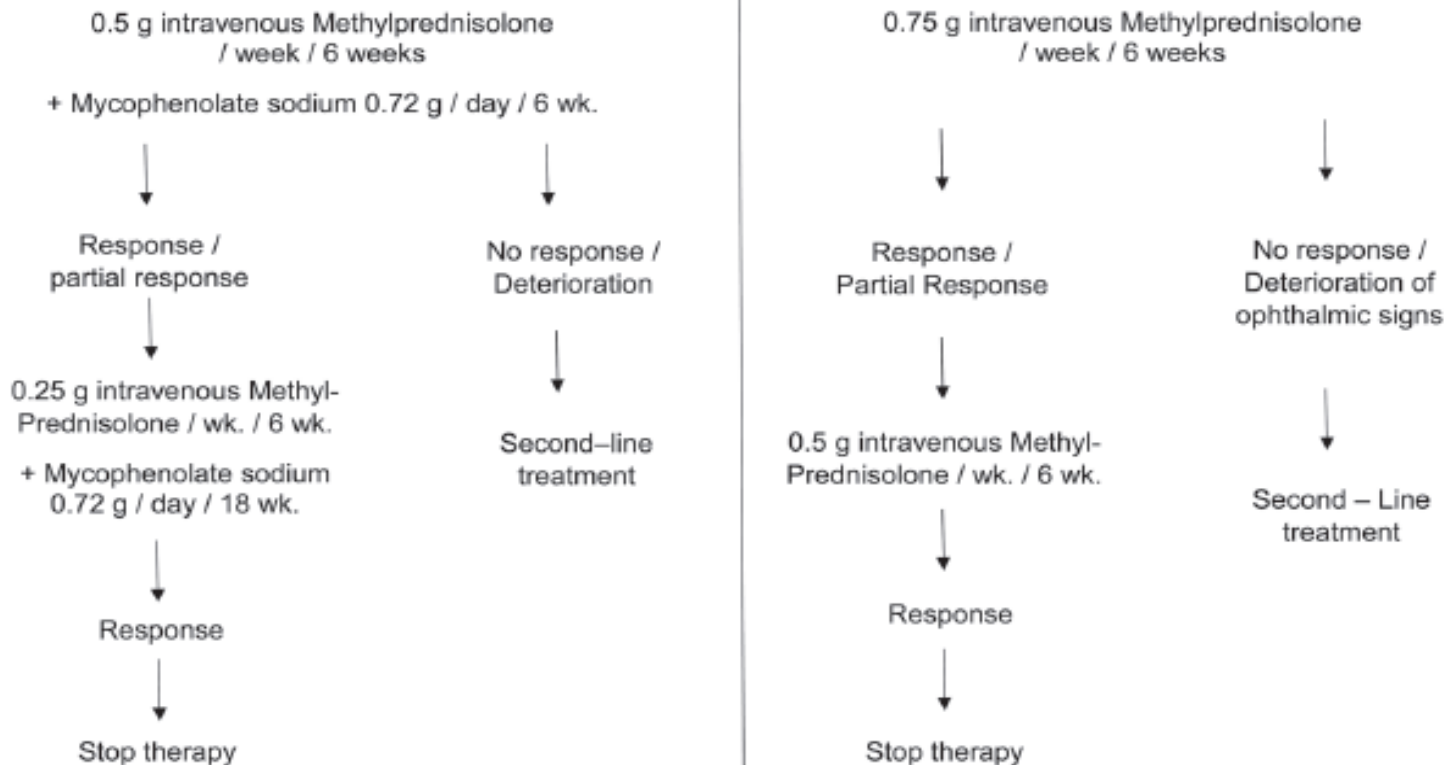 0.5 g intravenous Methylprednisolone
/ week / 6 weeks
+ Mycophenolate sodium 0.72 g / day / 6 wk.
Response /
partial response
No response /
Deterioration
0.25 g intravenous Methyl-
Prednisolone / wk. / 6 wk.
+ Mycophenolate sodium
0.72 g / day / 18 wk.
Second–line
treatment
Response
Stop therapy
0.75 g intravenous Methylprednisolone
/ week / 6 weeks
Response /
Partial Response
No response /
Deterioration of
ophthalmic signs
0.5 g intravenous Methyl-
Prednisolone / wk. / 6 wk.
Second – Line
treatment
Response
Stop therapy